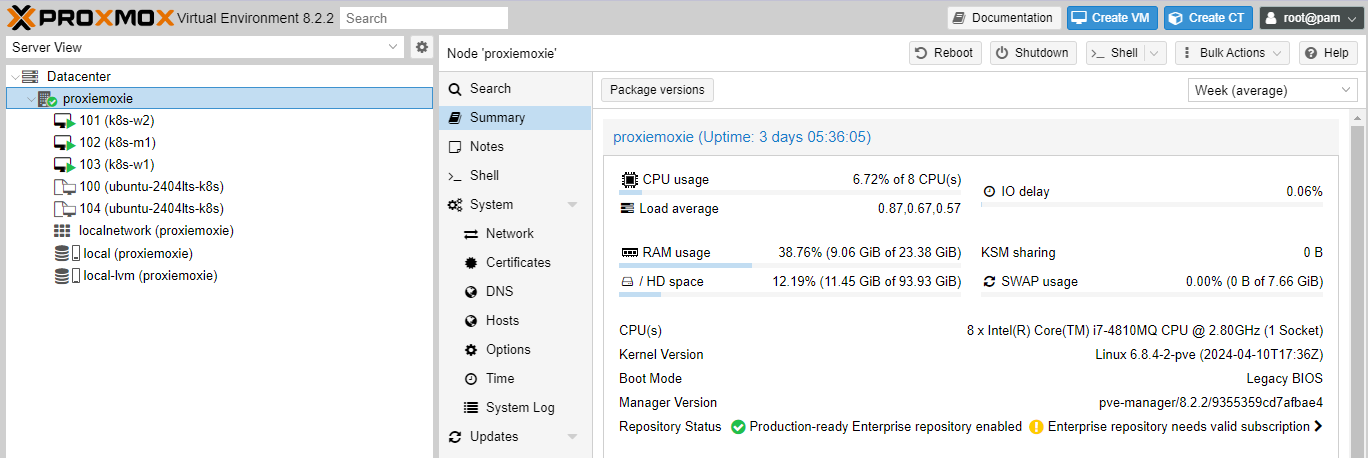 PROXMOX Virtual Environment 8.2.2 Search Documentation Create VM Create CT root@pam
Server View
Datacenter
proxiemoxie
101 (k8s-w2)
102 (k8s-m1)
103 (k8s-w1)
100 (ubuntu-2404lts-k8s)
104 (ubuntu-2404lts-k8s)
localnetwork (proxiemoxie)
local (proxiemoxie)
local-lvm (proxiemoxie)
Node 'proxiemoxie' Reboot Shutdown >_ Shell Bulk Actions Help
Search
Summary
Notes
>_ Shell
System
Network
Certificates
DNS
Hosts
Options
Time
System Log
Updates
Package versions Week (average)
proxiemoxie (Uptime: 3 days 05:36:05)
CPU usage 6.72% of 8 CPU(s)
IO delay 0.06%
Load average 0.87,0.67,0.57
RAM usage 38.76% (9.06 GiB of 23.38 GiB) KSM sharing 0 B
/ HD space 12.19% (11.45 GiB of 93.93 GiB) SWAP usage 0.00% (0 B of 7.66 GiB)
CPU(s) 8 x Intel(R) Core(TM) i7-4810MQ CPU @ 2.80GHz (1 Socket)
Kernel Version Linux 6.8.4-2-pve (2024-04-10T17:36Z)
Boot Mode Legacy BIOS
Manager Version pve-manager/8.2.2/9355359cd7afbae4
Repository Status Production-ready Enterprise repository enabled Enterprise repository needs valid subscription